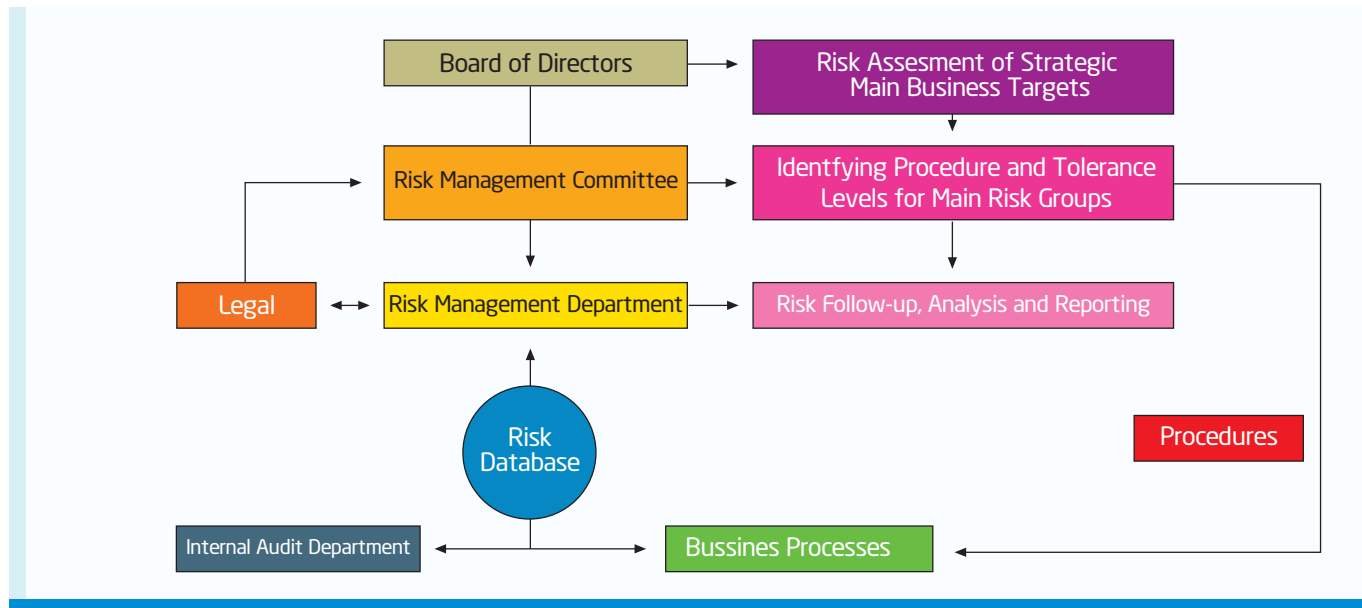 Board of Directors
Risk Assesment of Strategic
Main Business Targets
Risk Management Committee
Identfying Procedure and Tolerance
Levels for Main Risk Groups
Legal
Risk Management Department
Risk Follow-up, Analysis and Reporting
Risk
Database
Procedures
Internal Audit Department
Bussines Processes